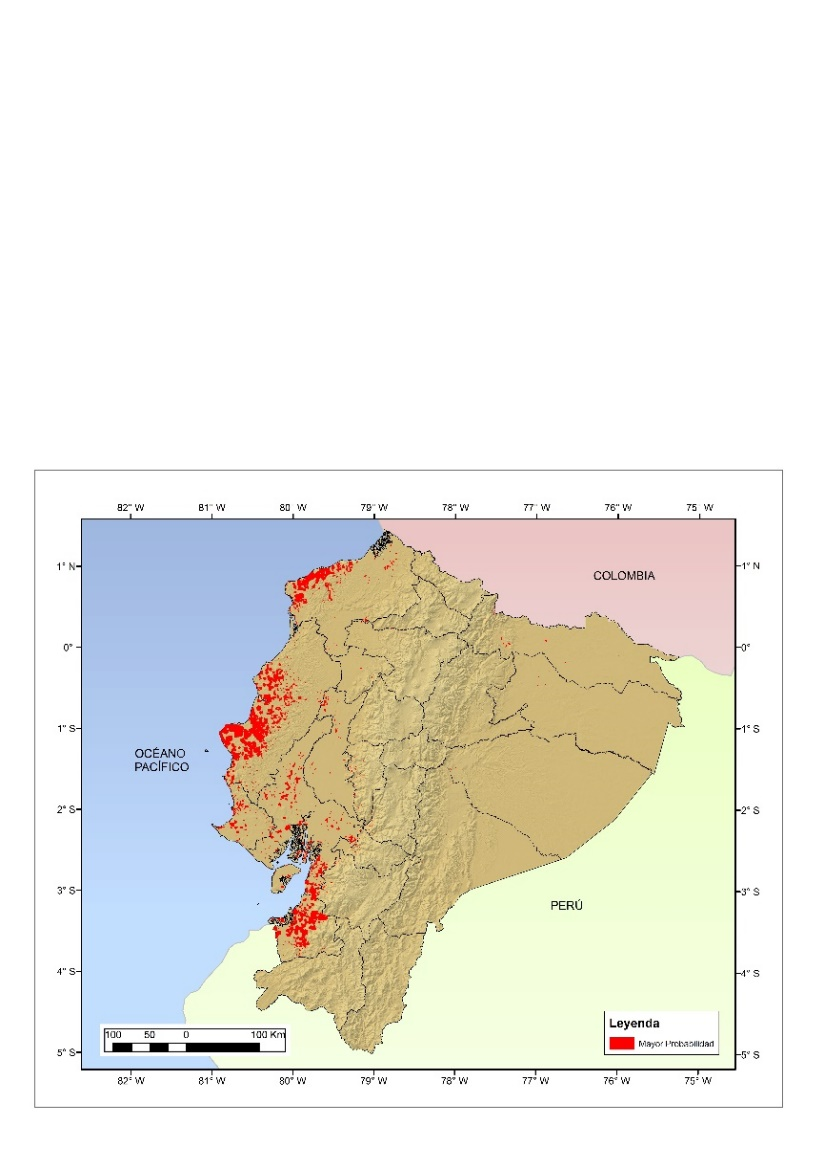 82° W 81° W 80° W 79° W 78° W 77° W 76° W 75° W
1° N 1° N
COLOMBIA
0° 0°
1° S 1° S
OCÉANO
PACÍFICO
2° S 2° S
3° S 3° S
PERÚ
4° S 4° S
Leyenda
100 50 0 100 Km
Mayor Probabilidad
5° S 5° S
82° W 81° W 80° W 79° W 78° W 77° W 76° W 75° W